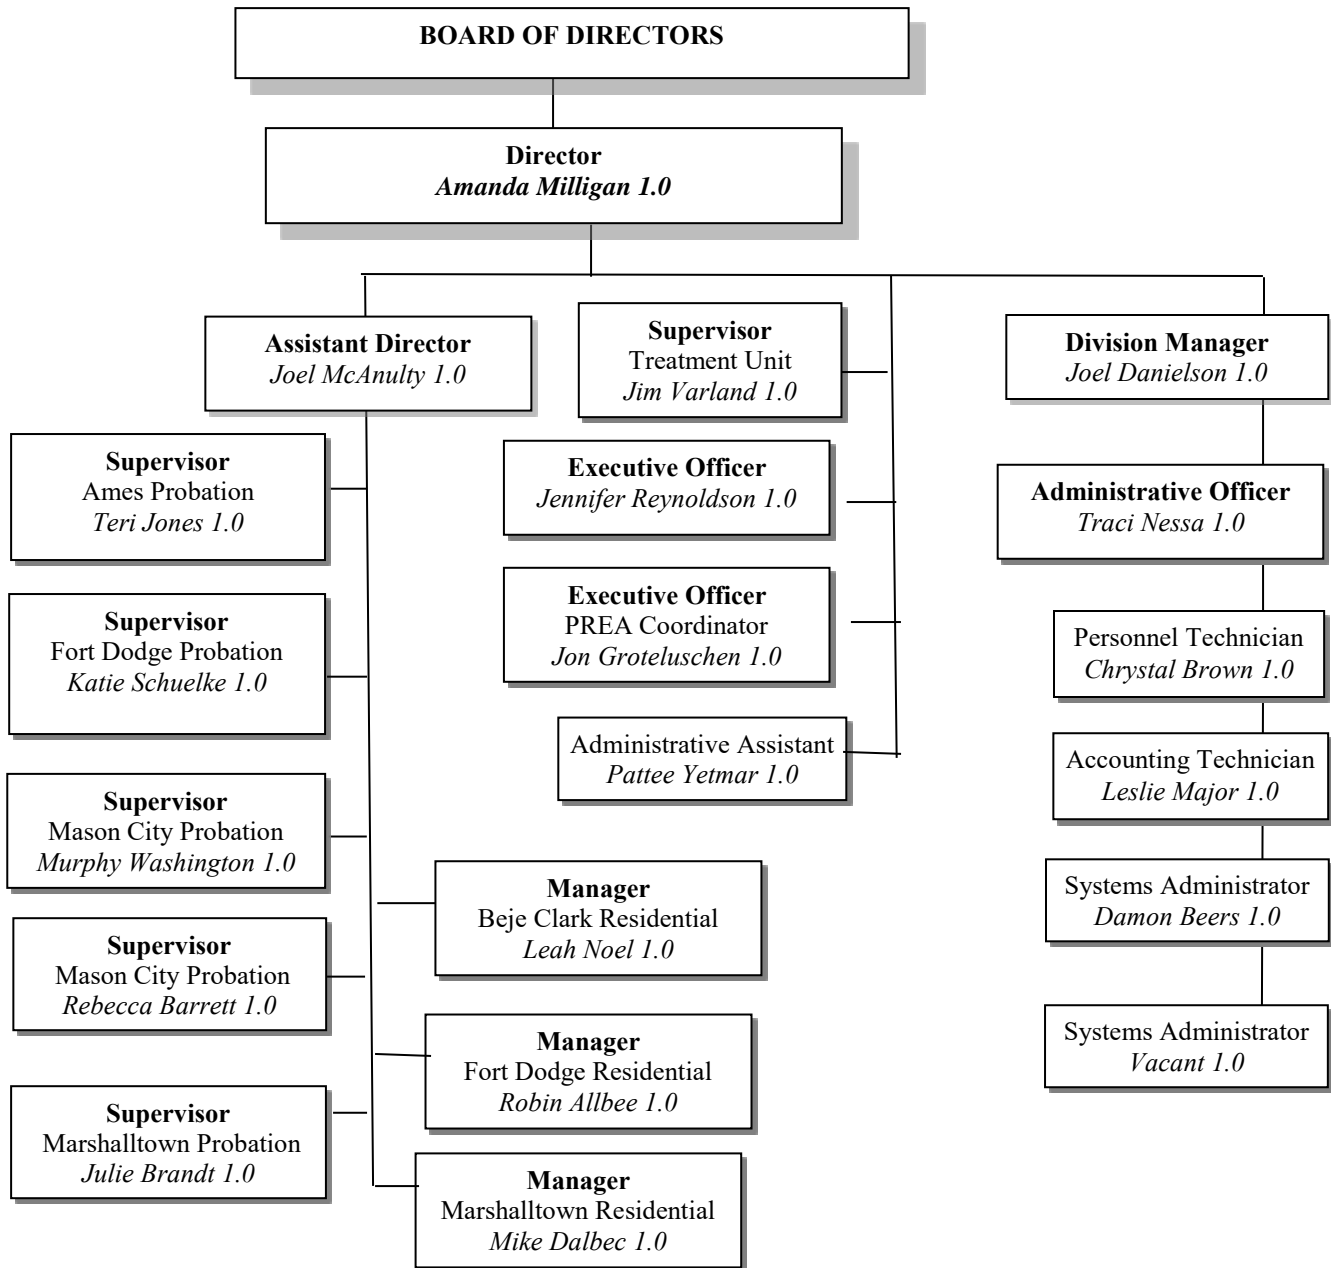 BOARD OF DIRECTORS
Director
Amanda Milligan 1.0
Assistant Director
Joel McAnulty 1.0
Supervisor
Treatment Unit
Jim Varland 1.0
Division Manager
Joel Danielson 1.0
Supervisor
Ames Probation
Teri Jones 1.0
Executive Officer
Jennifer Reynoldson 1.0
Administrative Officer
Traci Nessa 1.0
Supervisor
Fort Dodge Probation
Katie Schuelke 1.0
Executive Officer
PREA Coordinator
Jon Groteluschen 1.0
Personnel Technician
Chrystal Brown 1.0
Administrative Assistant
Pattee Yetmar 1.0
Accounting Technician
Leslie Major 1.0
Supervisor
Mason City Probation
Murphy Washington 1.0
Manager
Beje Clark Residential
Leah Noel 1.0
Systems Administrator
Damon Beers 1.0
Supervisor
Mason City Probation
Rebecca Barrett 1.0
Manager
Fort Dodge Residential
Robin Allbee 1.0
Systems Administrator
Vacant 1.0
Supervisor
Marshalltown Probation
Julie Brandt 1.0
Manager
Marshalltown Residential
Mike Dalbec 1.0